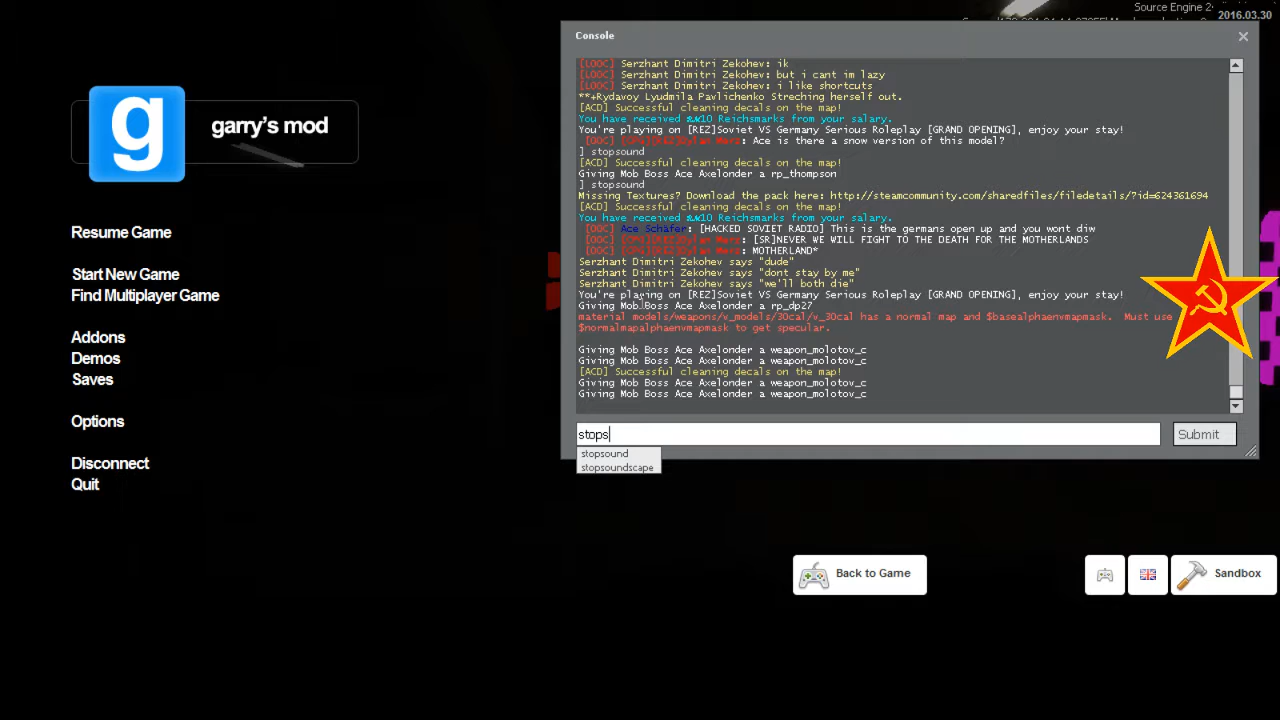 Source Engine 2
2016.03.30
g garry's mod
Resume Game
Start New Game
Find Multiplayer Game
Addons
Demos
Saves
Options
Disconnect
Quit
Console
[LOOC] Serzhant Dimitri Zekohev: ik
[LOOC] Serzhant Dimitri Zekohev: but i cant im lazy
[LOOC] Serzhant Dimitri Zekohev: i like shortcuts
**+Rydavoy Lyudmila Pavlichenko Streching herself out.
[ACD] Successful cleaning decals on the map!
You have received 10 Reichsmarks from your salary.
You're playing on [REZ]Soviet VS Germany Serious Roleplay [GRAND OPENING], enjoy your stay!
[OOC] Ace is there a snow version of this model?
] stopsound
[ACD] Successful cleaning decals on the map!
Giving Mob Boss Ace Axelonder a rp_thompson
] stopsound
Missing Textures? Download the pack here: http://steamcommunity.com/sharedfiles/filedetails/?id=624361694
[ACD] Successful cleaning decals on the map!
You have received 10 Reichsmarks from your salary.
[OOC] Ace Schäfer: [HACKED SOVIET RADIO] This is the germans open up and you wont diw
[OOC] [SR]NEVER WE WILL FIGHT TO THE DEATH FOR THE MOTHERLANDS
[OOC] MOTHERLAND*
Serzhant Dimitri Zekohev says "dude"
Serzhant Dimitri Zekohev says "dont stay by me"
Serzhant Dimitri Zekohev says "we'll both die"
You're playing on [REZ]Soviet VS Germany Serious Roleplay [GRAND OPENING], enjoy your stay!
Giving Mob Boss Ace Axelonder a rp_dp27
material models/weapons/v_models/30cal/v_30cal has a normal map and $basealphaenvmapmask.  Must use
$normalmapalphaenvmapmask to get specular.
Giving Mob Boss Ace Axelonder a weapon_molotov_c
Giving Mob Boss Ace Axelonder a weapon_molotov_c
[ACD] Successful cleaning decals on the map!
Giving Mob Boss Ace Axelonder a weapon_molotov_c
Giving Mob Boss Ace Axelonder a weapon_molotov_c
stops
Submit
stopsound
stopsoundscape
Back to Game
Sandbox